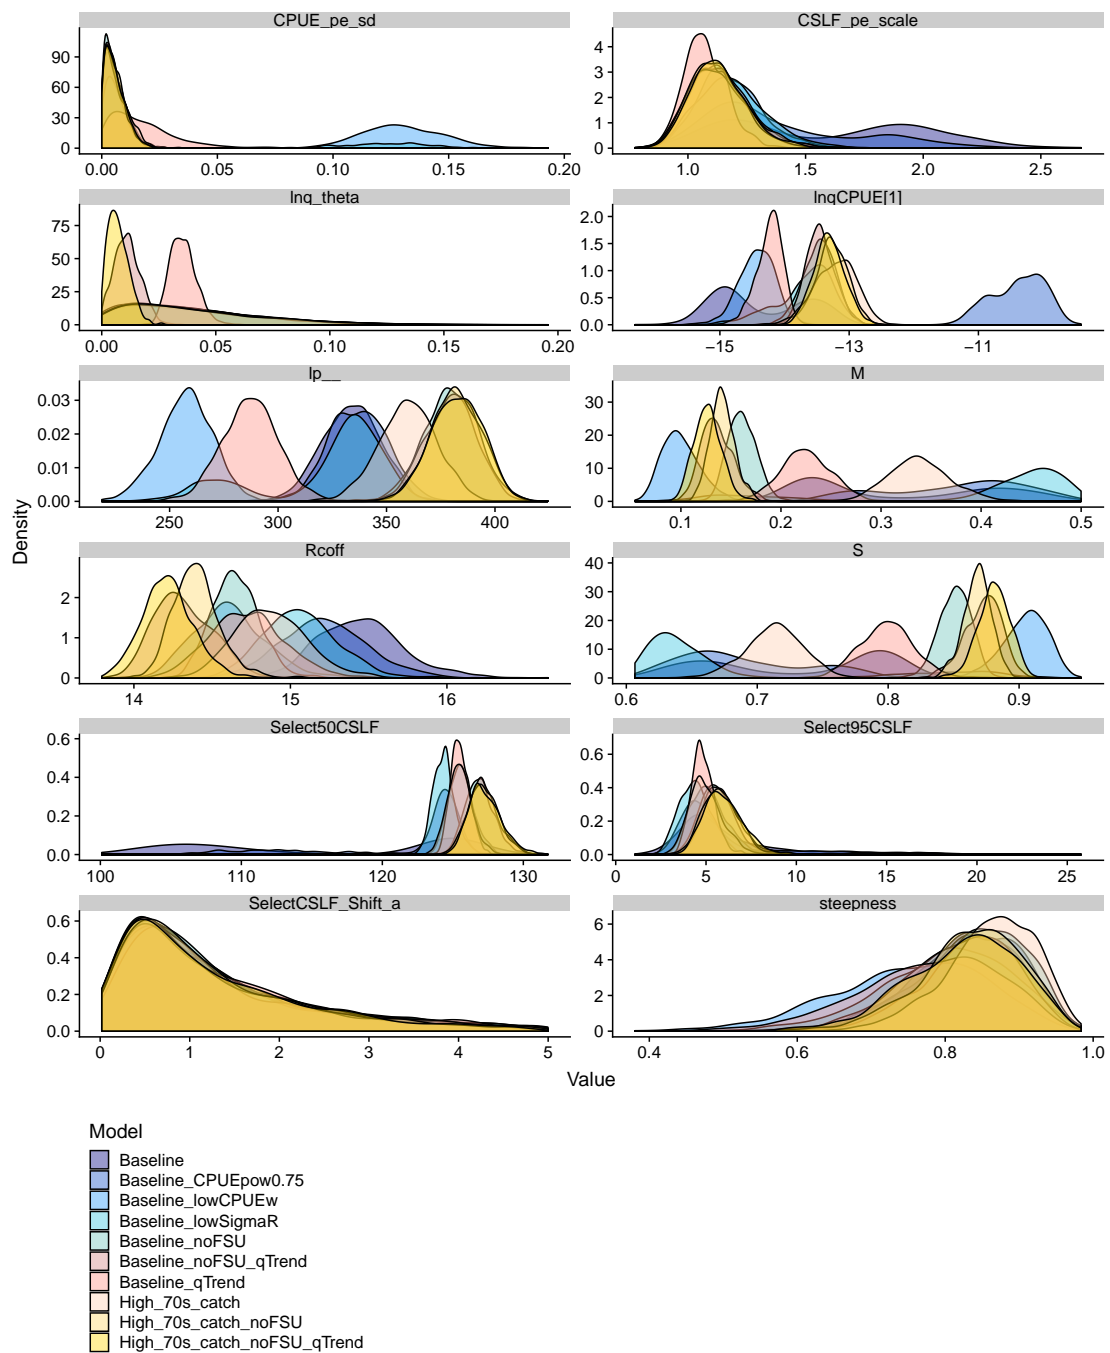 CPUE_pe_sd
CSLF_pe_scale
90
60
30
0
0.00 0.05 0.10 0.15 0.20
4
3
2
1
0
1.0 1.5 2.0 2.5
lnq_theta
lnqCPUE[1]
75
50
25
0
0.00 0.05 0.10 0.15 0.20
2.0
1.5
1.0
0.5
0.0
−15 −13 −11
lp__
M
0.03
0.02
0.01
0.00
250 300 350 400
30
20
10
0
0.1 0.2 0.3 0.4 0.5
Rcoff
S
2
1
0
14 15 16
40
30
20
10
0
0.6 0.7 0.8 0.9
Select50CSLF
Select95CSLF
0.6
0.4
0.2
0.0
100 110 120 130
0.6
0.4
0.2
0.0
0 5 10 15 20 25
SelectCSLF_Shift_a
steepness
0.6
0.4
0.2
0.0
0 1 2 3 4 5
6
4
2
0
0.4 0.6 0.8 1.0
Density
Value
Model
Baseline
Baseline_CPUEpow0.75
Baseline_lowCPUEw
Baseline_lowSigmaR
Baseline_noFSU
Baseline_noFSU_qTrend
Baseline_qTrend
High_70s_catch
High_70s_catch_noFSU
High_70s_catch_noFSU_qTrend